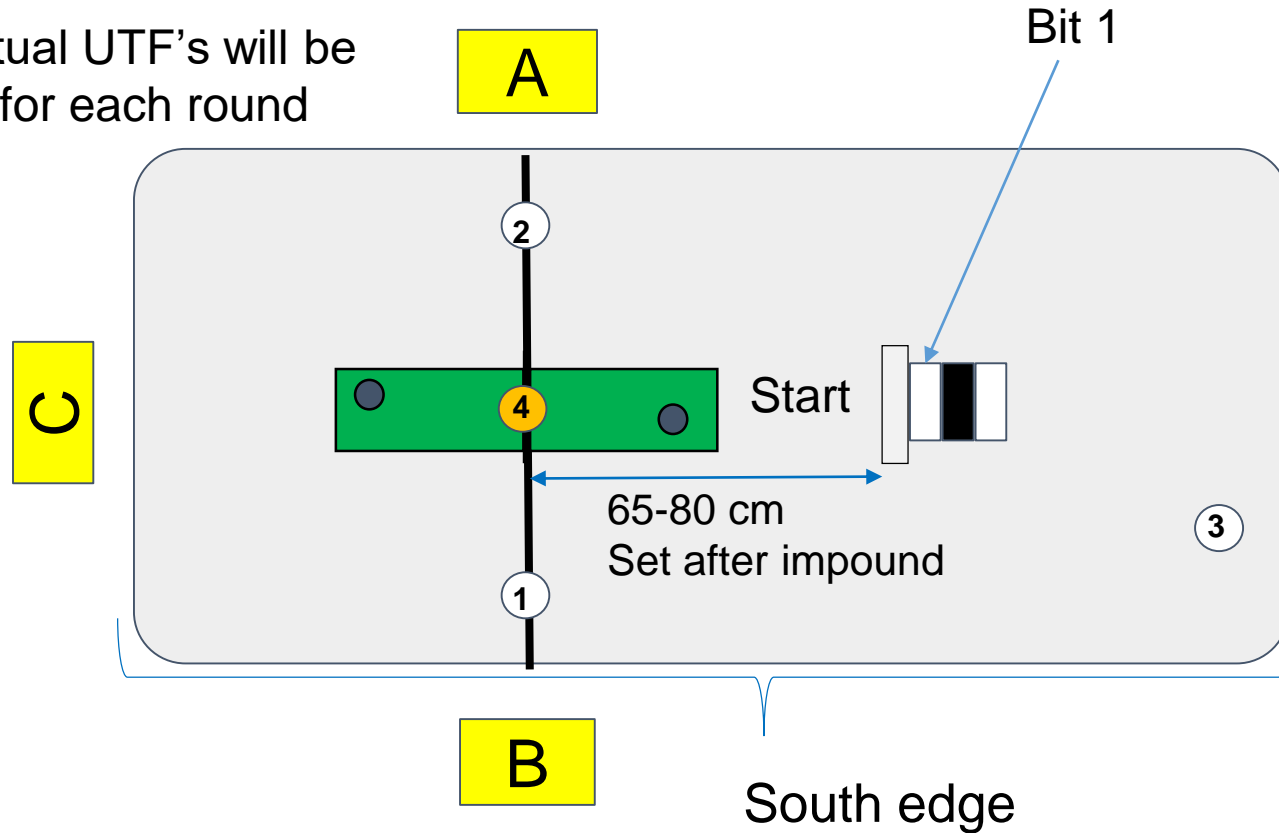 UTF's will be
for each round
A
Bit 1
2
C
4
Start
65-80 cm
Set after impound
3
1
B
South edge